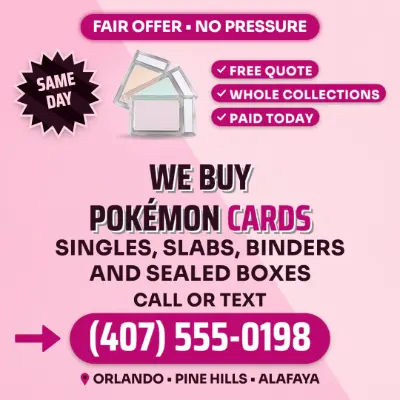 FAIR OFFER • NO PRESSURE
SAME
DAY
FREE QUOTE
WHOLE COLLECTIONS
PAID TODAY
WE BUY
POKÉMON CARDS
SINGLES, SLABS, BINDERS
AND SEALED BOXES
CALL OR TEXT
(407) 555-0198
ORLANDO • PINE HILLS • ALAFAYA